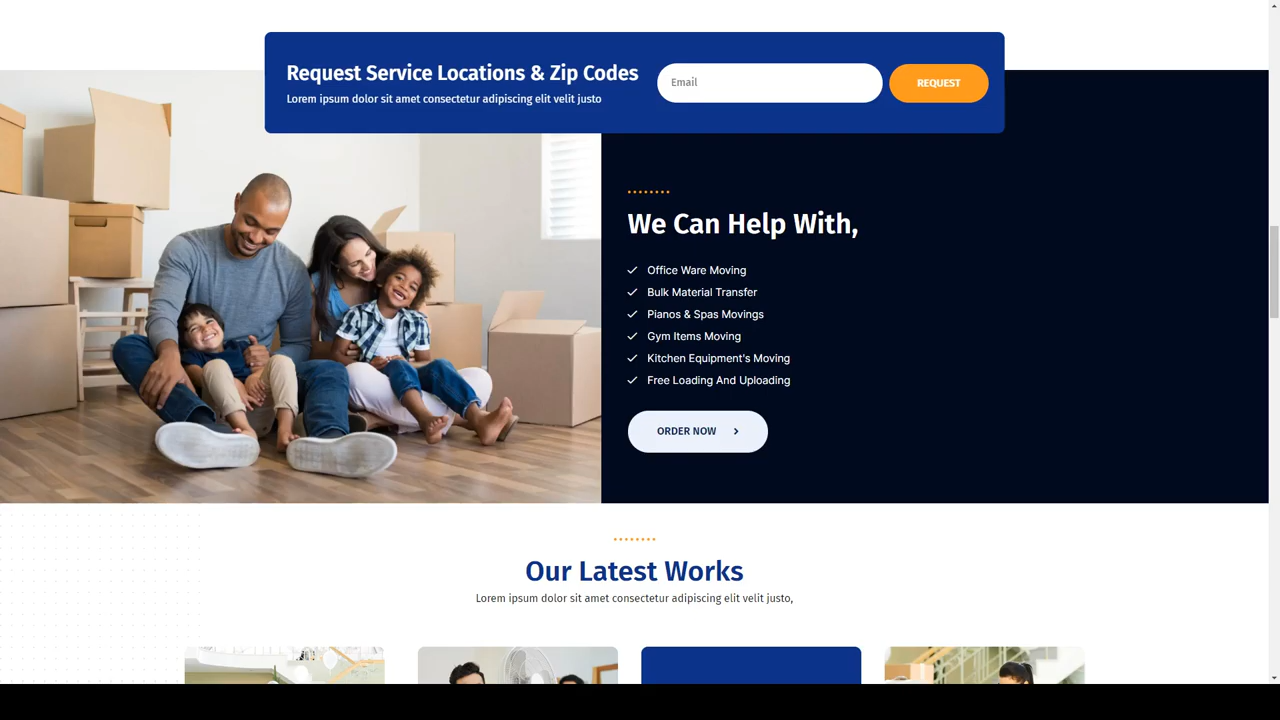 Request Service Locations & Zip Codes
Lorem ipsum dolor sit amet consectetur adipiscing elit velit justo
Email
REQUEST
We Can Help With,
Office Ware Moving
Bulk Material Transfer
Pianos & Spas Movings
Gym Items Moving
Kitchen Equipment's Moving
Free Loading And Uploading
ORDER NOW
Our Latest Works
Lorem ipsum dolor sit amet consectetur adipiscing elit velit justo,